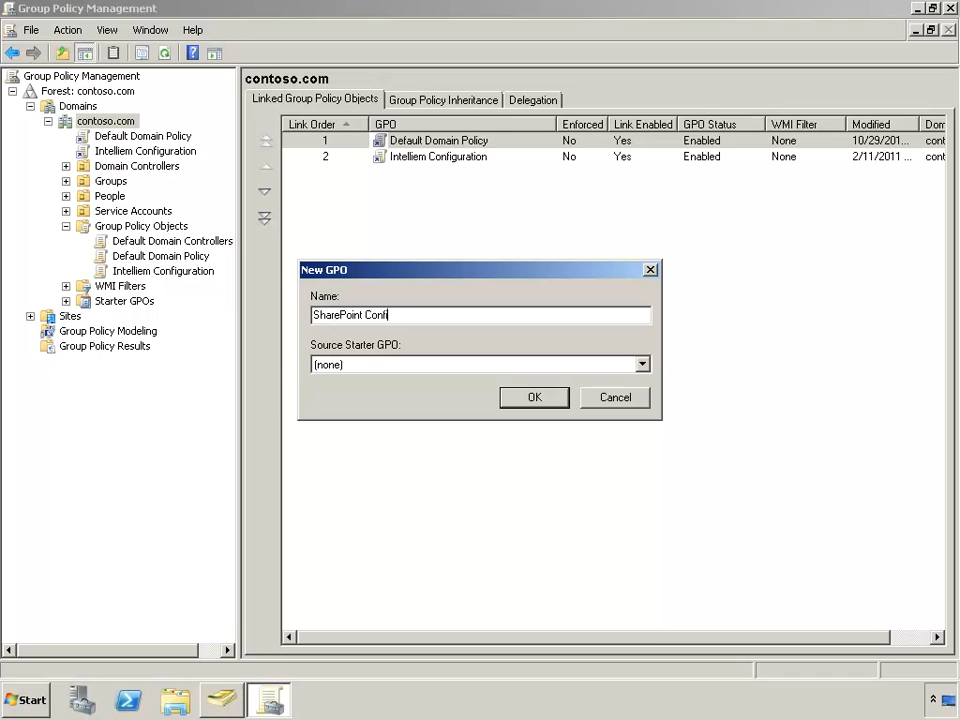 Group Policy Management
File Action View Window Help
Group Policy Management
Forest: contoso.com
Domains
contoso.com
Default Domain Policy
Intelliem Configuration
Domain Controllers
Groups
People
Service Accounts
Group Policy Objects
Default Domain Controllers
Default Domain Policy
Intelliem Configuration
WMI Filters
Starter GPOs
Sites
Group Policy Modeling
Group Policy Results
contoso.com
Linked Group Policy Objects Group Policy Inheritance Delegation
Link Order GPO Enforced Link Enabled GPO Status WMI Filter Modified Dom
1 Default Domain Policy No Yes Enabled None 10/29/201... cont
2 Intelliem Configuration No Yes Enabled None 2/11/2011 ... cont
New GPO
Name:
SharePoint Confi
Source Starter GPO:
(none)
OK Cancel
Start